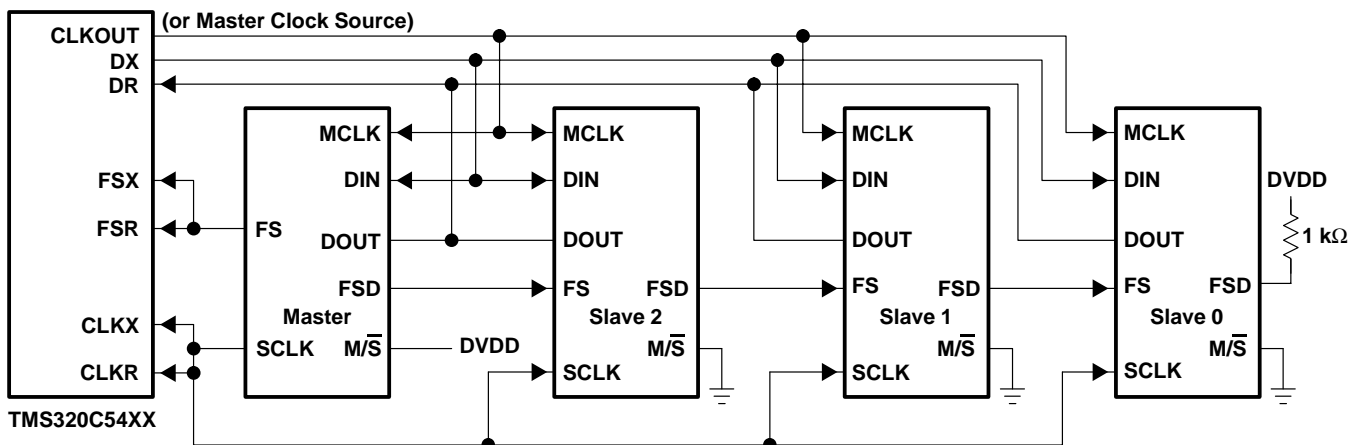 (or Master Clock Source)
CLKOUT
DX
DR
FSX
FSR
CLKX
CLKR
TMS320C54XX
MCLK
DIN
FS
DOUT
FSD
Master
SCLK
M/S̅
DVDD
MCLK
DIN
DOUT
FS
FSD
Slave 2
M/S̅
SCLK
MCLK
DIN
DOUT
FS
FSD
Slave 1
M/S̅
SCLK
MCLK
DIN
DOUT
FS
FSD
Slave 0
M/S̅
SCLK
DVDD
1 kΩ